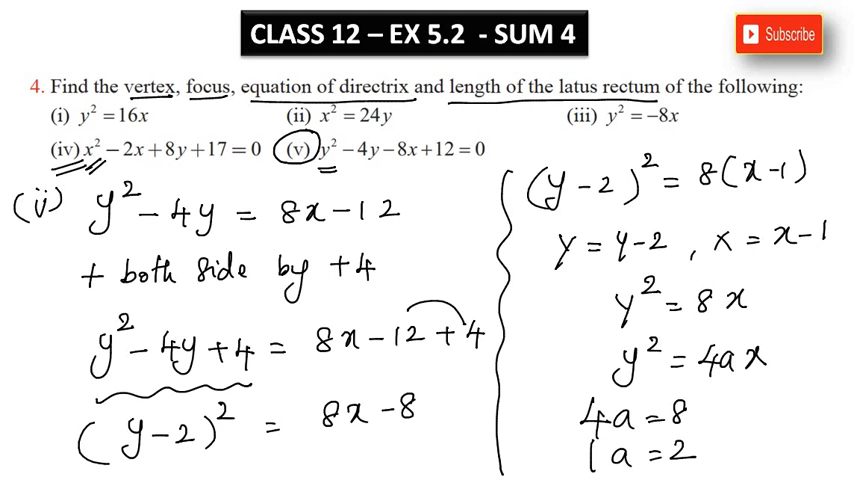 CLASS 12 – EX 5.2 - SUM 4
Subscribe
4. Find the vertex, focus, equation of directrix and length of the latus rectum of the following:
(i) y² = 16x (ii) x² = 24y (iii) y² = −8x
(iv) x² − 2x + 8y + 17 = 0 (v) y² − 4y − 8x + 12 = 0
(v) y² − 4y = 8x − 12
+ both side by +4
y² − 4y + 4 = 8x − 12 + 4
(y − 2)² = 8x − 8
(y − 2)² = 8(x − 1)
Y = y − 2, X = x − 1
Y² = 8X
Y² = 4aX
4a = 8
a = 2